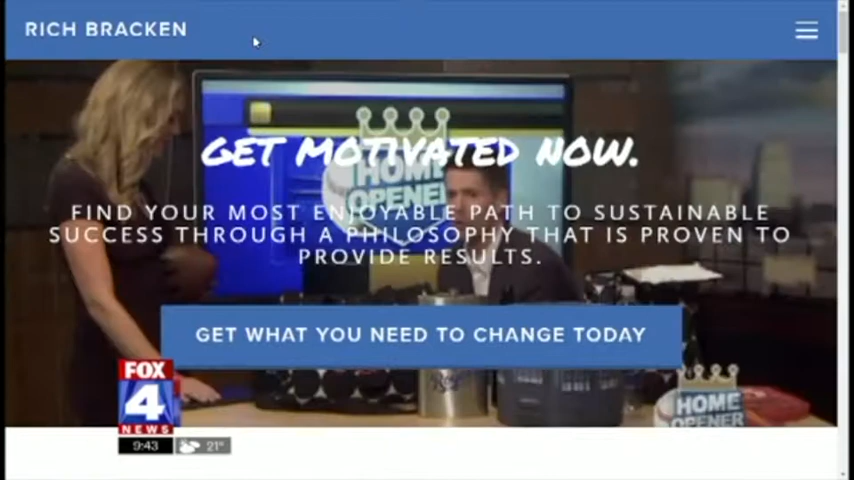 RICH BRACKEN
GET MOTIVATED NOW.
HOME
OPENER
FIND YOUR MOST ENJOYABLE PATH TO SUSTAINABLE
SUCCESS THROUGH A PHILOSOPHY THAT IS PROVEN TO
PROVIDE RESULTS.
GET WHAT YOU NEED TO CHANGE TODAY
FOX
4
NEWS
9:43
21°
HOME
OPENER